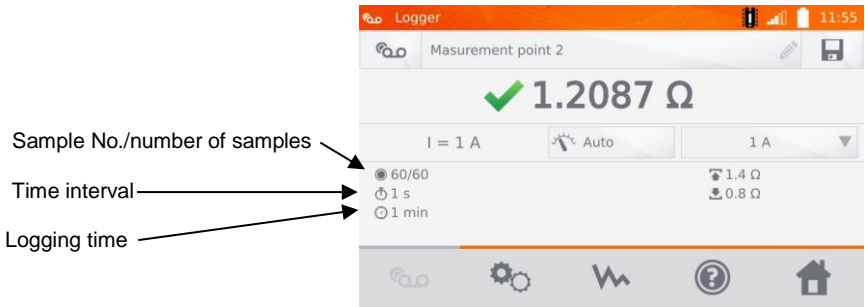 Logger 11:55
Masurement point 2
1.2087 Ω
I = 1 A Auto 1 A
Sample No./number of samples
60/60 1.4 Ω
Time interval
1 s 0.8 Ω
1 min
Logging time